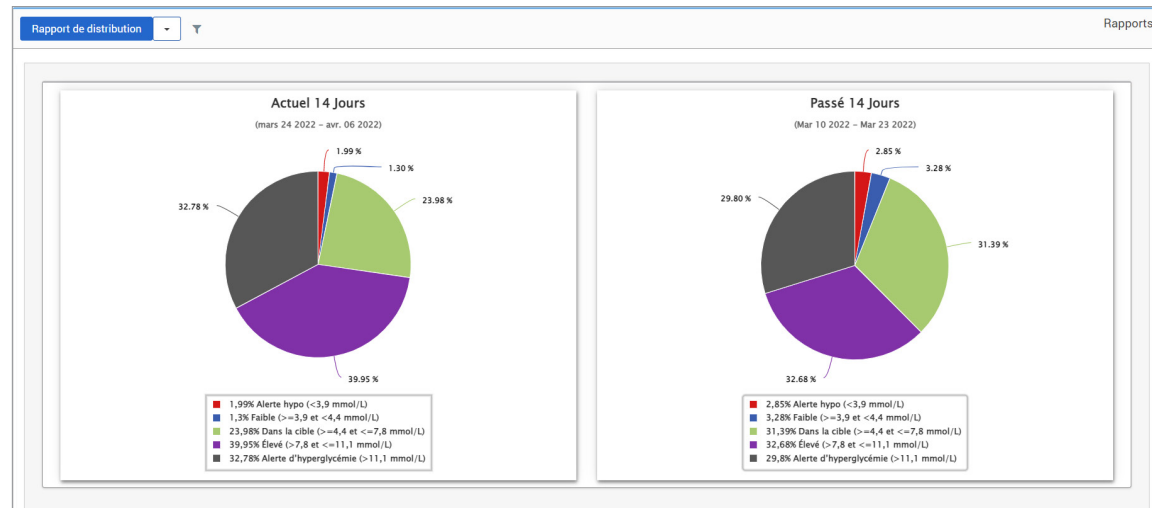 Rapport de distribution
Rapports
Actuel 14 Jours
(mars 24 2022 – avr. 06 2022)
1.99 %
1.30 %
23.98 %
32.78 %
39.95 %
1,99% Alerte hypo (<3,9 mmol/L)
1,3% Faible (>=3,9 et <4,4 mmol/L)
23,98% Dans la cible (>=4,4 et <=7,8 mmol/L)
39,95% Élevé (>7,8 et <=11,1 mmol/L)
32,78% Alerte d'hyperglycémie (>11,1 mmol/L)
Passé 14 Jours
(Mar 10 2022 – Mar 23 2022)
2.85 %
3.28 %
29.80 %
31.39 %
32.68 %
2,85% Alerte hypo (<3,9 mmol/L)
3,28% Faible (>=3,9 et <4,4 mmol/L)
31,39% Dans la cible (>=4,4 et <=7,8 mmol/L)
32,68% Élevé (>7,8 et <=11,1 mmol/L)
29,8% Alerte d'hyperglycémie (>11,1 mmol/L)